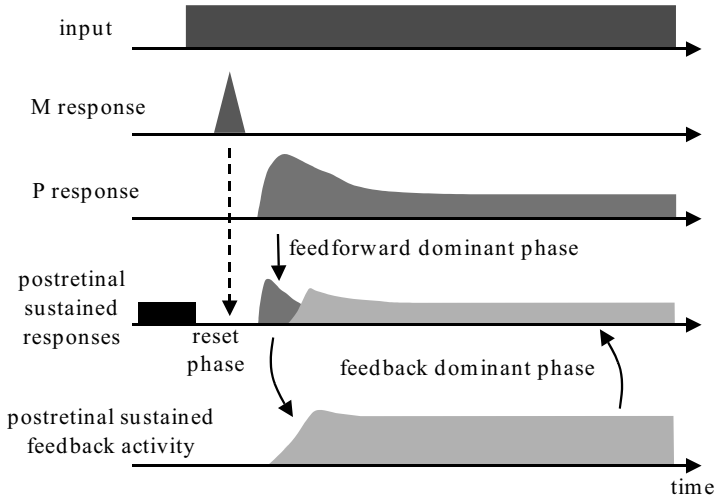 input
M response
P response
feedforward dominant phase
postretinal
sustained
responses
reset
phase
feedback dominant phase
postretinal sustained
feedback activity
time